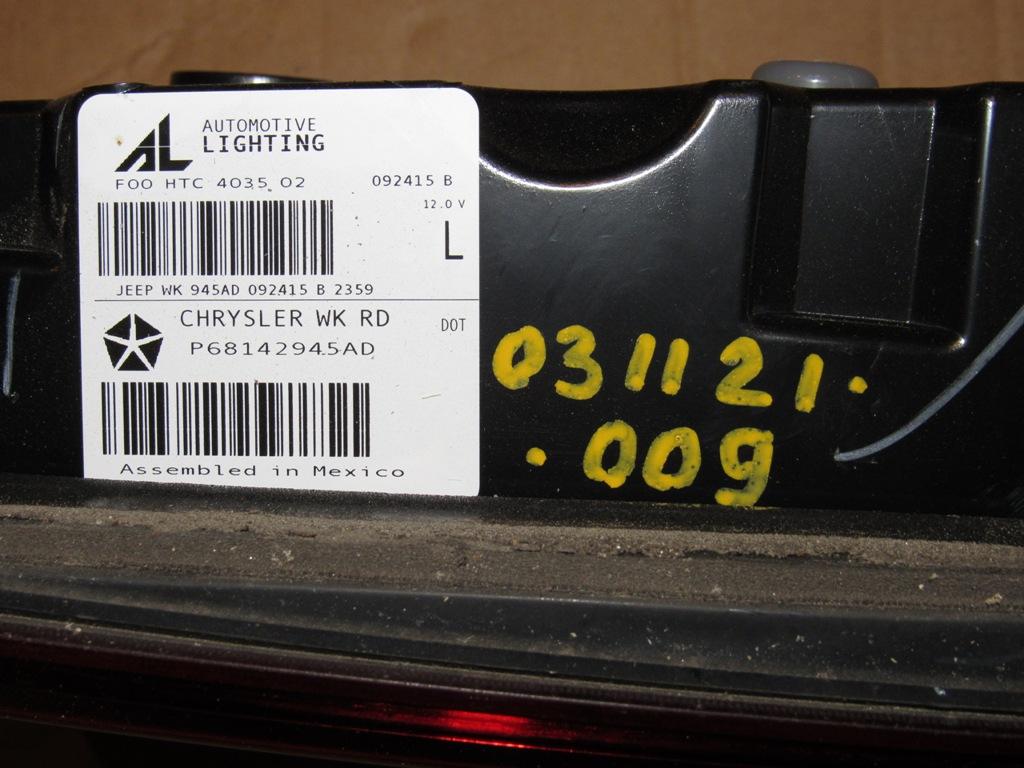 AL AUTOMOTIVE
LIGHTING
FOO HTC 4035 02 092415 B
12.0 V
L
JEEP WK 945AD 092415 B 2359
CHRYSLER WK RD DOT
P68142945AD
Assembled in Mexico
031121.
.009